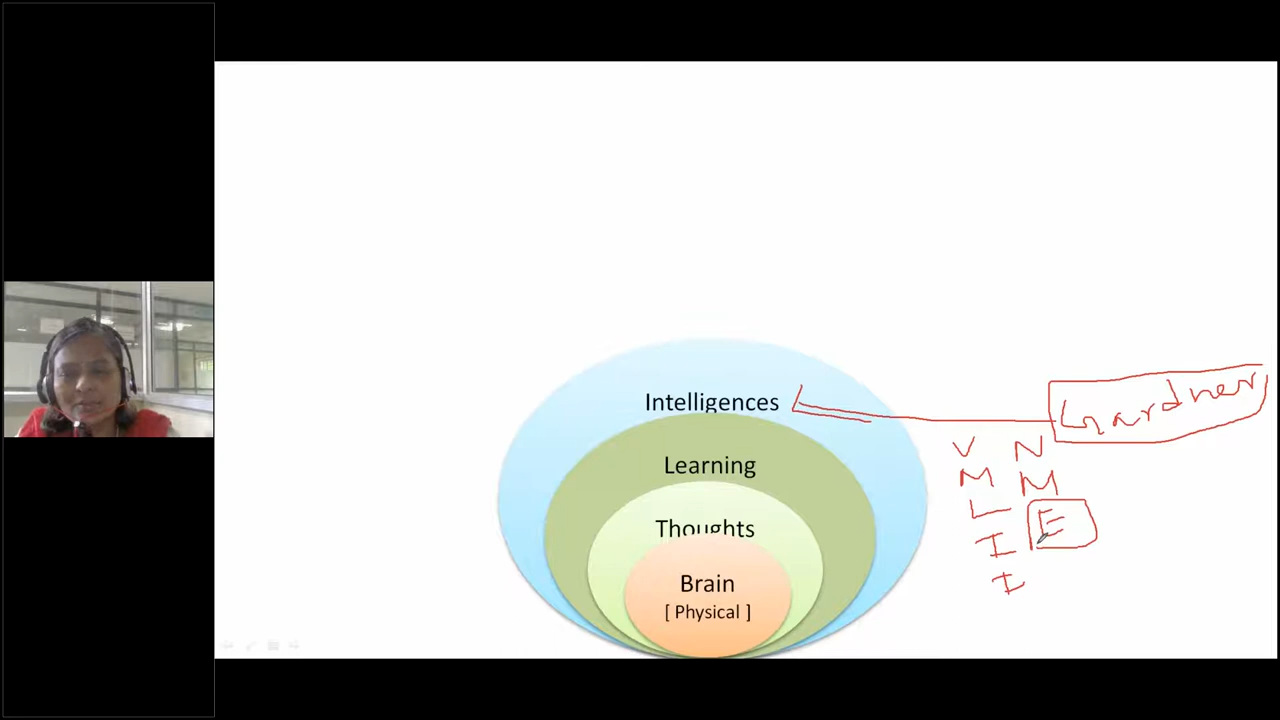 Intelligences
Gardner
V N
Learning
M M
L E
Thoughts
I
Brain
I
[ Physical ]